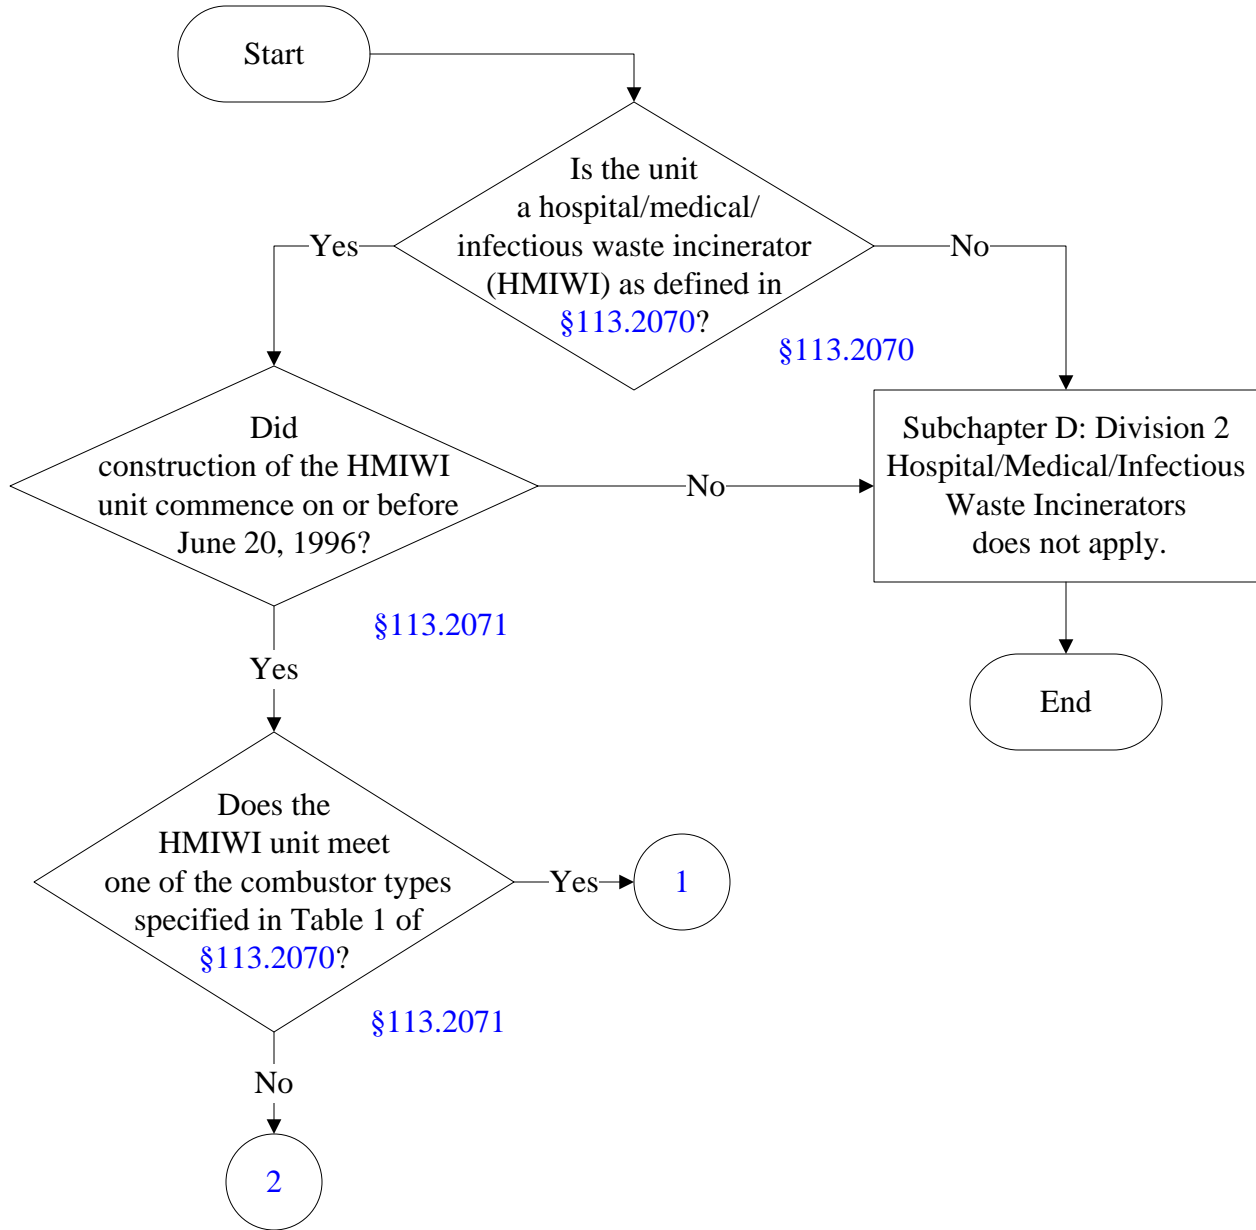 Start
Is the unit
a hospital/medical/
infectious waste incinerator
(HMIWI) as defined in
§113.2070?
Yes
No
§113.2070
Did
construction of the HMIWI
unit commence on or before
June 20, 1996?
No
Subchapter D: Division 2
Hospital/Medical/Infectious
Waste Incinerators
does not apply.
§113.2071
Yes
End
Does the
HMIWI unit meet
one of the combustor types
specified in Table 1 of
§113.2070?
Yes
1
§113.2071
No
2